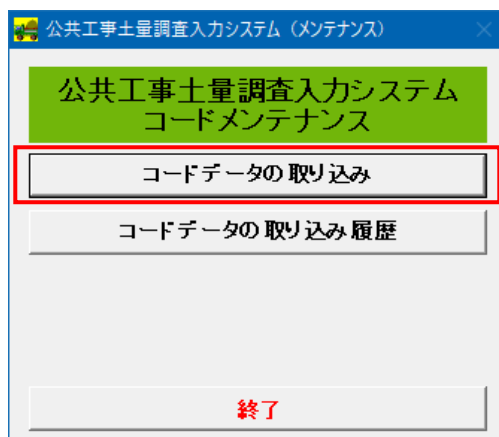 公共工事土量調査入力システム（メンテナンス）
公共工事土量調査入力システム
コードメンテナンス
コードデータの取り込み
コードデータの取り込み履歴
終了